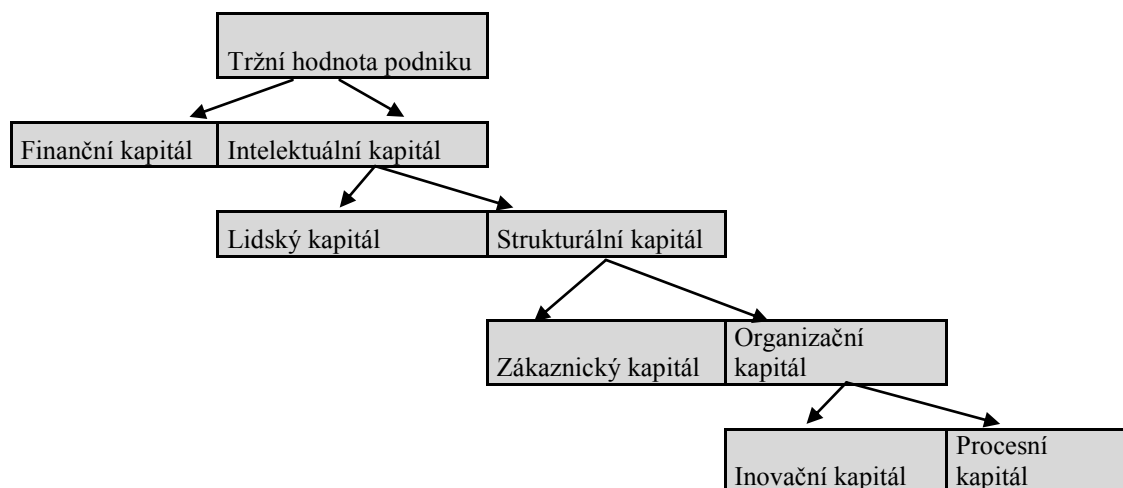 Tržní hodnota podniku
Finanční kapitál
Intelektuální kapitál
Lidský kapitál
Strukturální kapitál
Zákaznický kapitál
Organizační
kapitál
Inovační kapitál
Procesní
kapitál